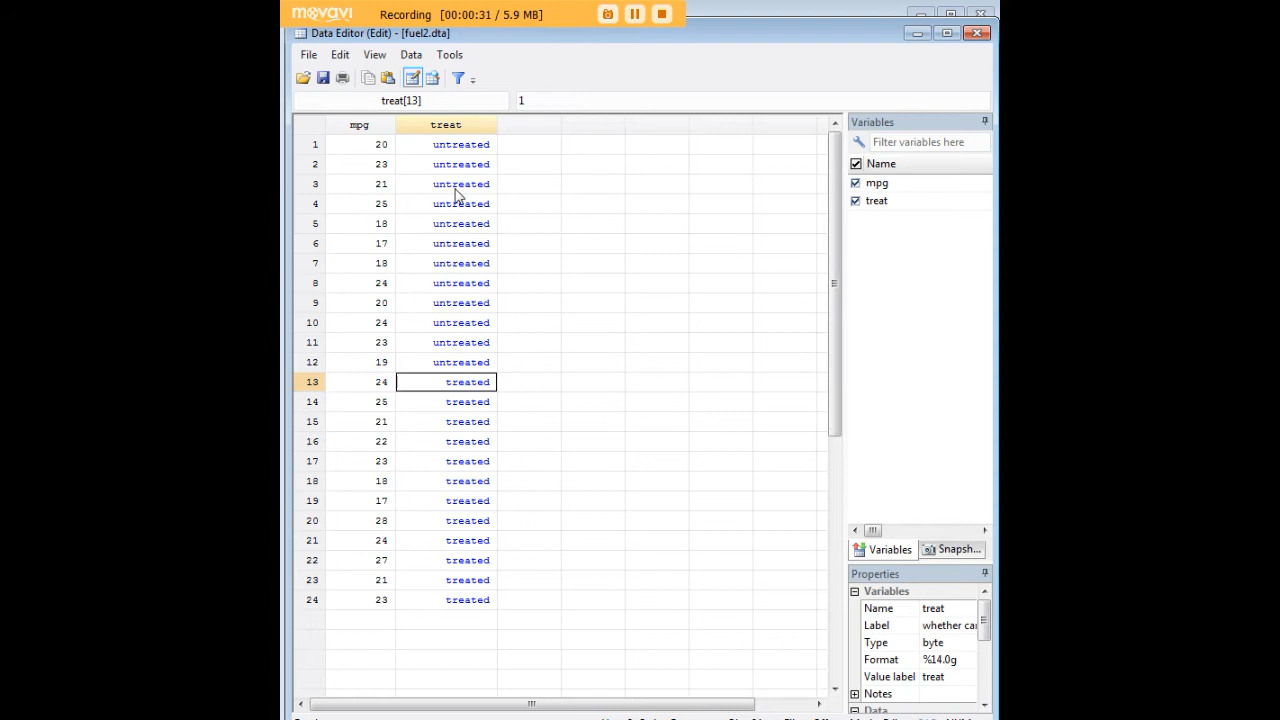 movavi Recording [00:00:31 / 5.9 MB]
Data Editor (Edit) - [fuel2.dta]
File Edit View Data Tools
treat[13] 1
mpg treat
1 20 untreated
2 23 untreated
3 21 untreated
4 25 untreated
5 18 untreated
6 17 untreated
7 18 untreated
8 24 untreated
9 20 untreated
10 24 untreated
11 23 untreated
12 19 untreated
13 24 treated
14 25 treated
15 21 treated
16 22 treated
17 23 treated
18 18 treated
19 17 treated
20 28 treated
21 24 treated
22 27 treated
23 21 treated
24 23 treated
Variables
Filter variables here
Name
mpg
treat
Variables Snapsh...
Properties
Variables
Name treat
Label whether car
Type byte
Format %14.0g
Value label treat
Notes
Data